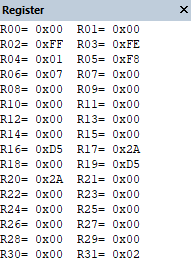 Register
R00= 0x00 R01= 0x00
R02= 0xFF R03= 0xFE
R04= 0x01 R05= 0xF8
R06= 0x07 R07= 0x00
R08= 0x00 R09= 0x00
R10= 0x00 R11= 0x00
R12= 0x00 R13= 0x00
R14= 0x00 R15= 0x00
R16= 0xD5 R17= 0x2A
R18= 0x00 R19= 0xD5
R20= 0x2A R21= 0x00
R22= 0x00 R23= 0x00
R24= 0x00 R25= 0x00
R26= 0x00 R27= 0x00
R28= 0x00 R29= 0x00
R30= 0x00 R31= 0x02